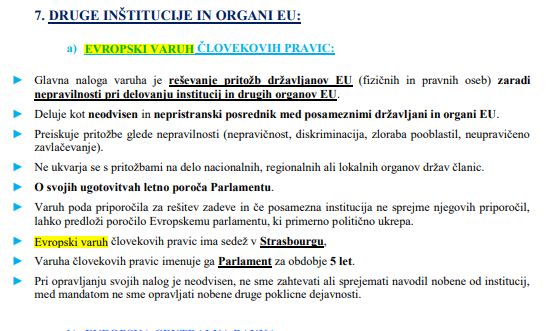 7. DRUGE INŠTITUCIJE IN ORGANI EU:
a) EVROPSKI VARUH ČLOVEKOVIH PRAVIC:
► Glavna naloga varuha je reševanje pritožb državljanov EU (fizičnih in pravnih oseb) zaradi
nepravilnosti pri delovanju institucij in drugih organov EU.
► Deluje kot neodvisen in nepristranski posrednik med posameznimi državljani in organi EU.
► Preiskuje pritožbe glede nepravilnosti (nepravičnost, diskriminacija, zloraba pooblastil, neupravičeno
zavlačevanje).
► Ne ukvarja se s pritožbami na delo nacionalnih, regionalnih ali lokalnih organov držav članic.
► O svojih ugotovitvah letno poroča Parlamentu.
► Varuh poda priporočila za rešitev zadeve in če posamezna institucija ne sprejme njegovih priporočil,
lahko predloži poročilo Evropskemu parlamentu, ki primerno politično ukrepa.
► Evropski varuh človekovih pravic ima sedež v Strasbourgu.
► Varuha človekovih pravic imenuje ga Parlament za obdobje 5 let.
► Pri opravljanju svojih nalog je neodvisen, ne sme zahtevati ali sprejemati navodil nobene od institucij,
med mandatom ne sme opravljati nobene druge poklicne dejavnosti.